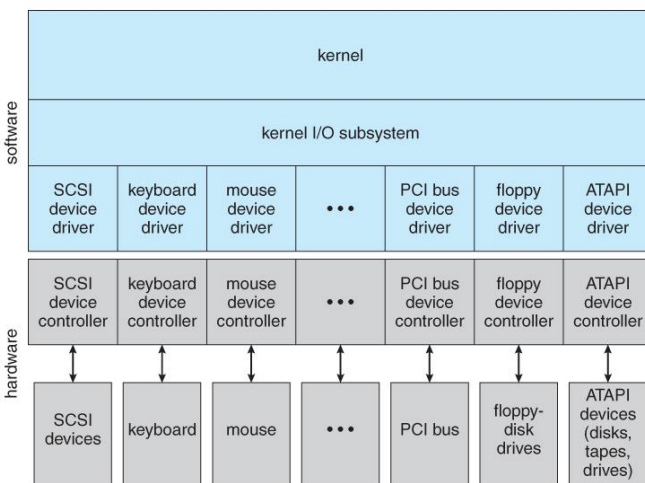 software
kernel
kernel I/O subsystem
SCSI
device
driver
keyboard
device
driver
mouse
device
driver
•••
PCI bus
device
driver
floppy
device
driver
ATAPI
device
driver
hardware
SCSI
device
controller
keyboard
device
controller
mouse
device
controller
•••
PCI bus
device
controller
floppy
device
controller
ATAPI
device
controller
SCSI
devices
keyboard
mouse
•••
PCI bus
floppy-
disk
drives
ATAPI
devices
(disks,
tapes,
drives)